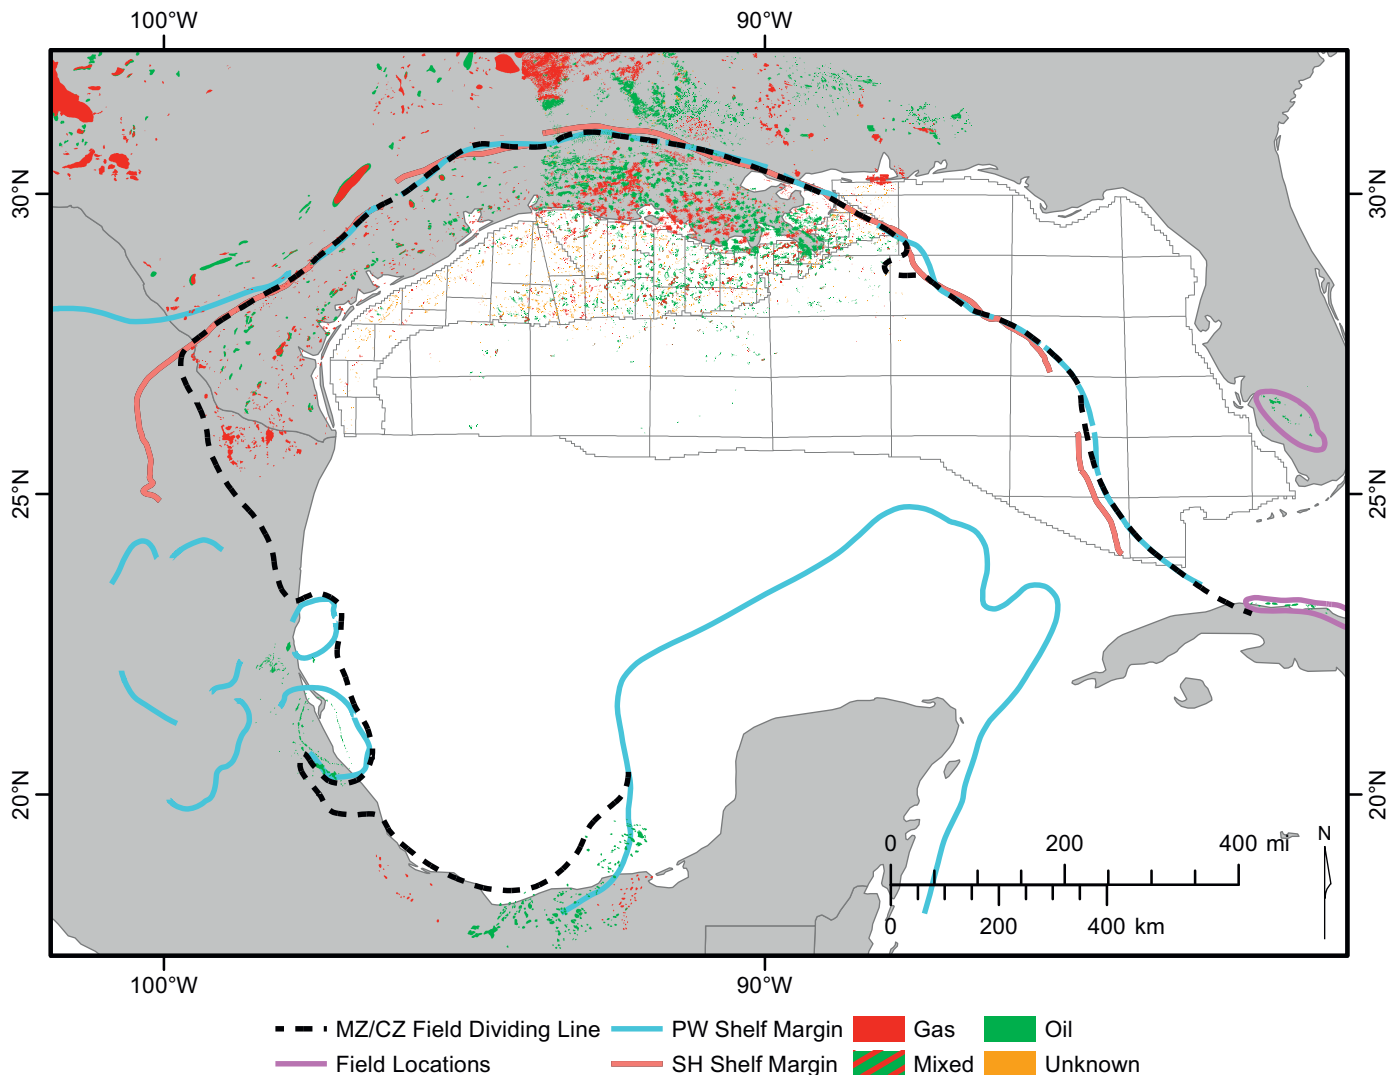 100°W 90°W
30°N 30°N
25°N 25°N
20°N 20°N
0 200 400 mi
N
0 200 400 km
100°W 90°W
MZ/CZ Field Dividing Line PW Shelf Margin Gas Oil
Field Locations SH Shelf Margin Mixed Unknown